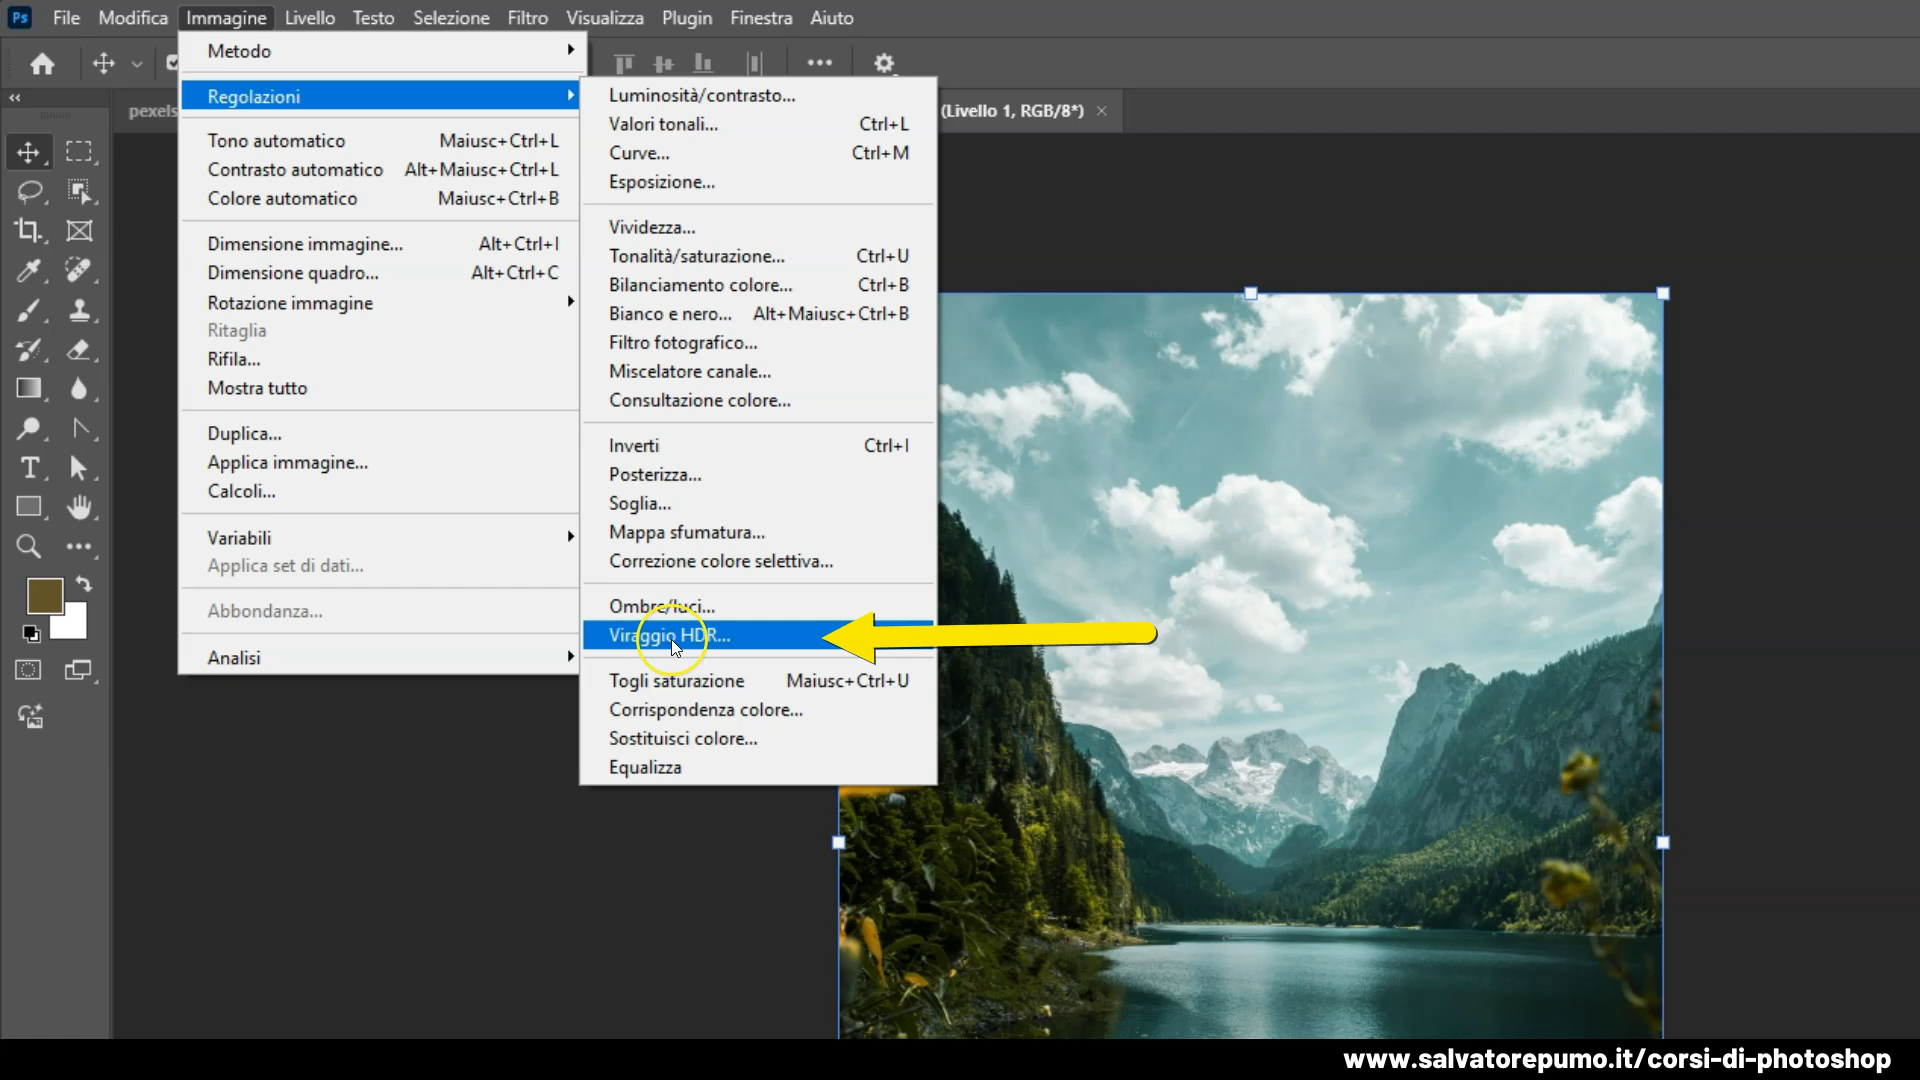 Ps File Modifica Immagine Livello Testo Selezione Filtro Visualizza Plugin Finestra Aiuto
pexels
(Livello 1, RGB/8*) ×
Metodo
Regolazioni
Tono automatico Maiusc+Ctrl+L
Contrasto automatico Alt+Maiusc+Ctrl+L
Colore automatico Maiusc+Ctrl+B
Dimensione immagine... Alt+Ctrl+I
Dimensione quadro... Alt+Ctrl+C
Rotazione immagine
Ritaglia
Rifila...
Mostra tutto
Duplica...
Applica immagine...
Calcoli...
Variabili
Applica set di dati...
Abbondanza...
Analisi
Luminosità/contrasto...
Valori tonali... Ctrl+L
Curve... Ctrl+M
Esposizione...
Vividezza...
Tonalità/saturazione... Ctrl+U
Bilanciamento colore... Ctrl+B
Bianco e nero... Alt+Maiusc+Ctrl+B
Filtro fotografico...
Miscelatore canale...
Consultazione colore...
Inverti Ctrl+I
Posterizza...
Soglia...
Mappa sfumatura...
Correzione colore selettiva...
Ombre/luci...
Viraggio HDR...
Togli saturazione Maiusc+Ctrl+U
Corrispondenza colore...
Sostituisci colore...
Equalizza
www.salvatorepumo.it/corsi-di-photoshop